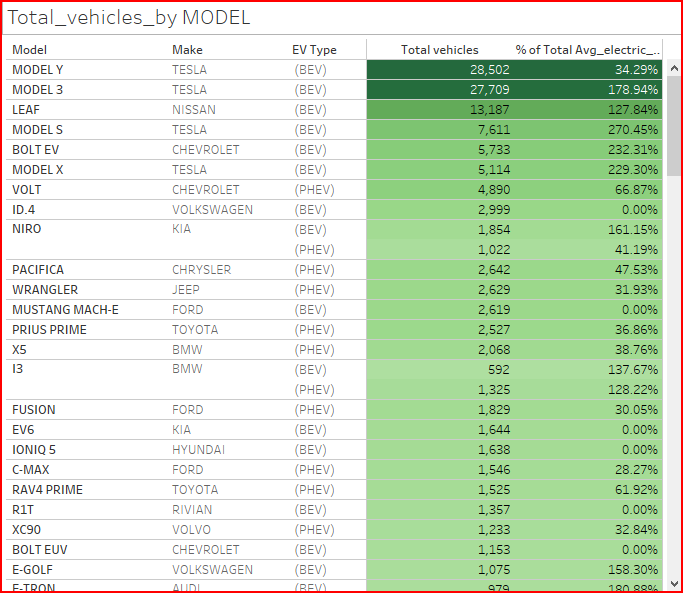 Total_vehicles_by MODEL
Model Make EV Type Total vehicles % of Total Avg_electric_..
MODEL Y TESLA (BEV) 28,502 34.29%
MODEL 3 TESLA (BEV) 27,709 178.94%
LEAF NISSAN (BEV) 13,187 127.84%
MODEL S TESLA (BEV) 7,611 270.45%
BOLT EV CHEVROLET (BEV) 5,733 232.31%
MODEL X TESLA (BEV) 5,114 229.30%
VOLT CHEVROLET (PHEV) 4,890 66.87%
ID.4 VOLKSWAGEN (BEV) 2,999 0.00%
NIRO KIA (BEV) 1,854 161.15%
(PHEV) 1,022 41.19%
PACIFICA CHRYSLER (PHEV) 2,642 47.53%
WRANGLER JEEP (PHEV) 2,629 31.93%
MUSTANG MACH-E FORD (BEV) 2,619 0.00%
PRIUS PRIME TOYOTA (PHEV) 2,527 36.86%
X5 BMW (PHEV) 2,068 38.76%
I3 BMW (BEV) 592 137.67%
(PHEV) 1,325 128.22%
FUSION FORD (PHEV) 1,829 30.05%
EV6 KIA (BEV) 1,644 0.00%
IONIQ 5 HYUNDAI (BEV) 1,638 0.00%
C-MAX FORD (PHEV) 1,546 28.27%
RAV4 PRIME TOYOTA (PHEV) 1,525 61.92%
R1T RIVIAN (BEV) 1,357 0.00%
XC90 VOLVO (PHEV) 1,233 32.84%
BOLT EUV CHEVROLET (BEV) 1,153 0.00%
E-GOLF VOLKSWAGEN (BEV) 1,075 158.30%
E-TRON AUDI (BEV) 979 180.88%